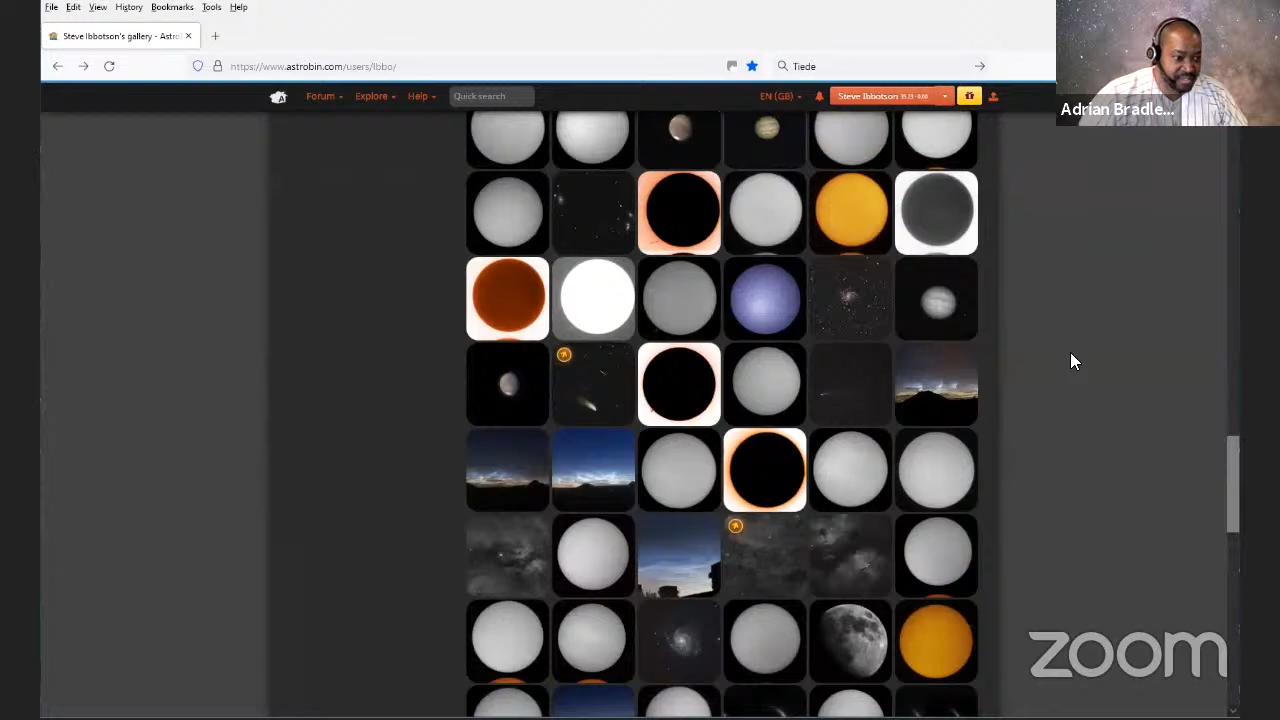 File Edit View History Bookmarks Tools Help
Steve Ibbotson's gallery - Astro
https://www.astrobin.com/users/Ibbo/
Tiede
Forum Explore Help Quick search
EN (GB) Steve Ibbotson
Adrian Bradle...
zoom